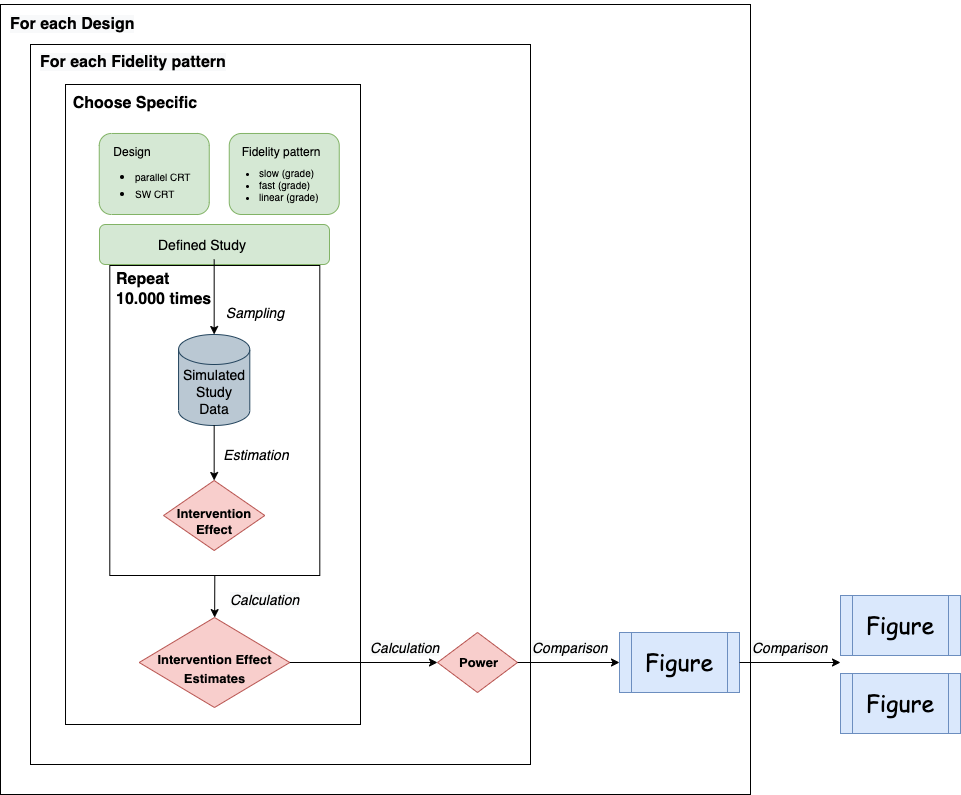 For each Design
For each Fidelity pattern
Choose Specific
Design
• parallel CRT
• SW CRT
Fidelity pattern
• slow (grade)
• fast (grade)
• linear (grade)
Defined Study
Repeat
10.000 times
Sampling
Simulated
Study
Data
Estimation
Intervention
Effect
Calculation
Intervention Effect
Estimates
Calculation
Power
Comparison
Figure
Comparison
Figure
Figure